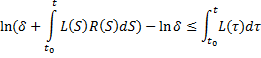 ln(δ + ∫_{t₀}^{t} L(S)R(S)dS) − ln δ ≤ ∫_{t₀}^{t} L(τ)dτ